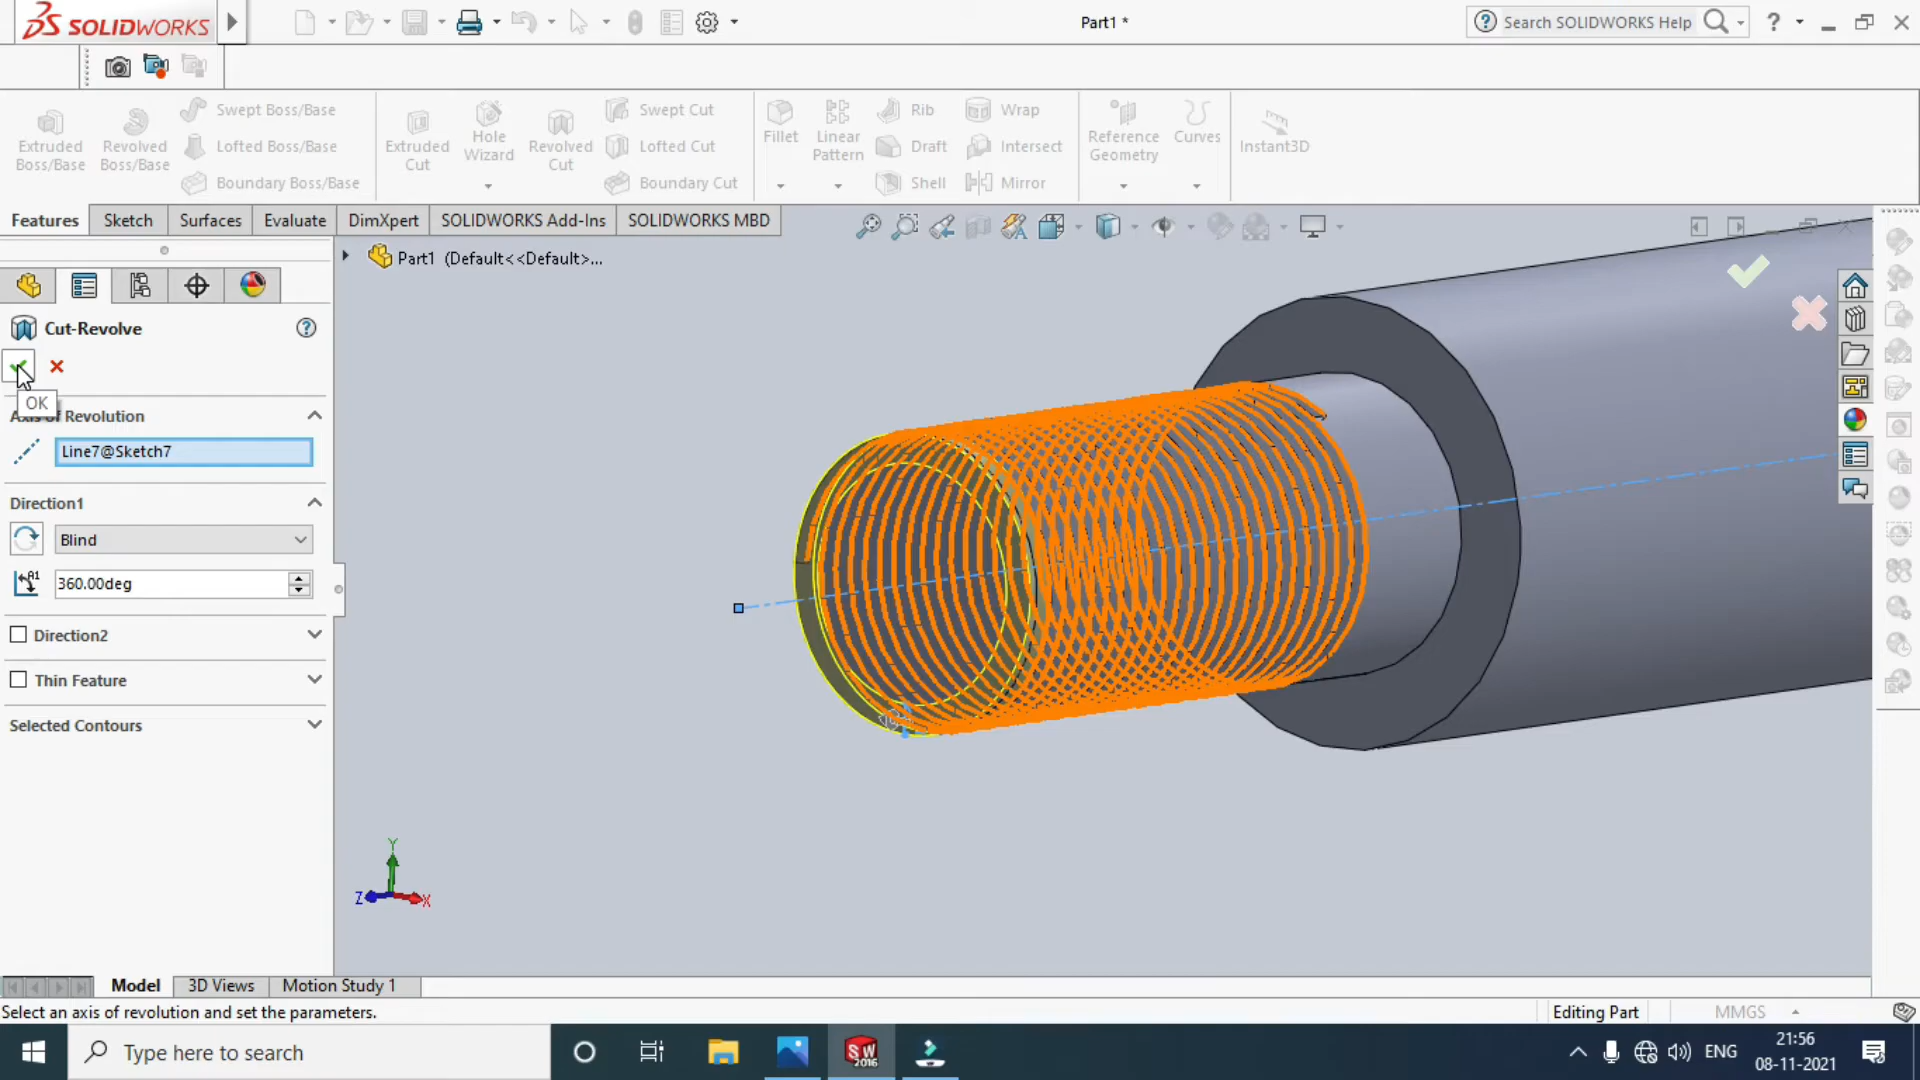 SOLIDWORKS
Part1 *
Search SOLIDWORKS Help
Extruded Boss/Base
Revolved Boss/Base
Swept Boss/Base
Lofted Boss/Base
Boundary Boss/Base
Extruded Cut
Hole Wizard
Revolved Cut
Swept Cut
Lofted Cut
Boundary Cut
Fillet
Linear Pattern
Rib
Draft
Shell
Wrap
Intersect
Mirror
Reference Geometry
Curves
Instant3D
Features
Sketch
Surfaces
Evaluate
DimXpert
SOLIDWORKS Add-Ins
SOLIDWORKS MBD
Part1 (Default<<Default>...
Cut-Revolve
OK
Axis of Revolution
Line7@Sketch7
Direction1
Blind
360.00deg
Direction2
Thin Feature
Selected Contours
Y
Z
X
Model
3D Views
Motion Study 1
Select an axis of revolution and set the parameters.
Editing Part
MMGS
Type here to search
SW
2016
ENG
21:56
08-11-2021